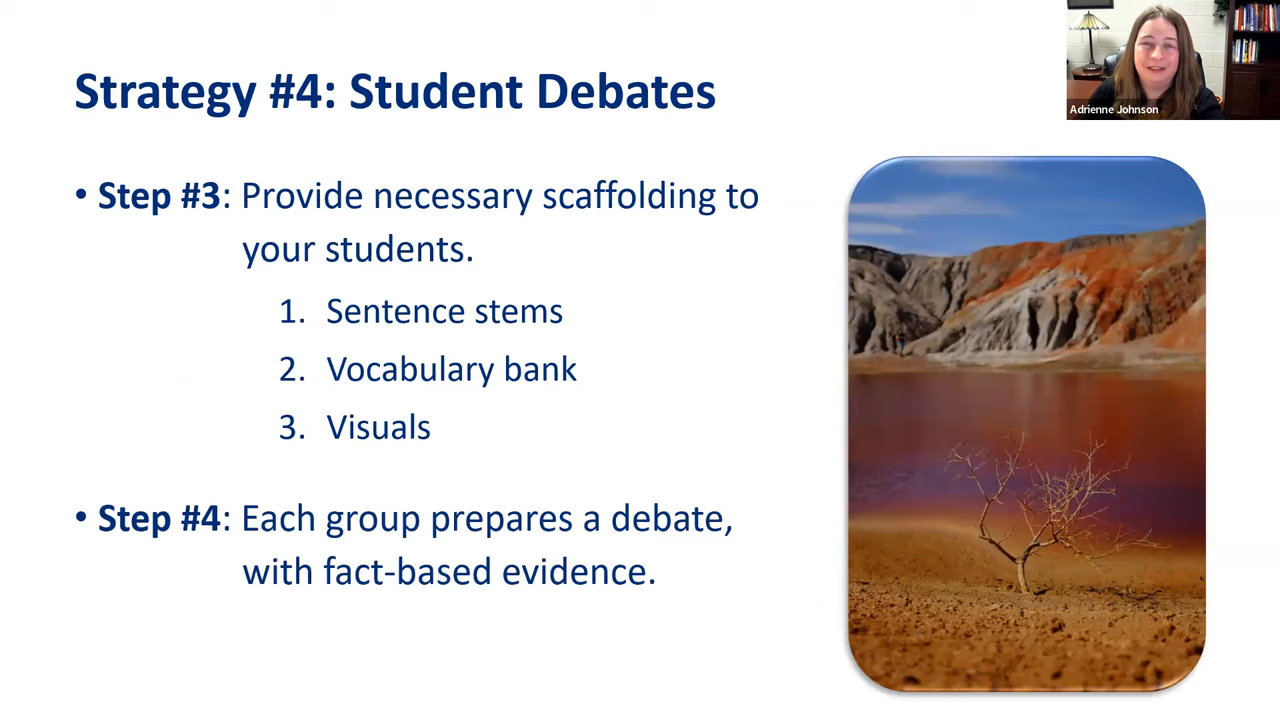 Strategy #4: Student Debates
Adrienne Johnson
• Step #3: Provide necessary scaffolding to
your students.
1. Sentence stems
2. Vocabulary bank
3. Visuals
• Step #4: Each group prepares a debate,
with fact-based evidence.